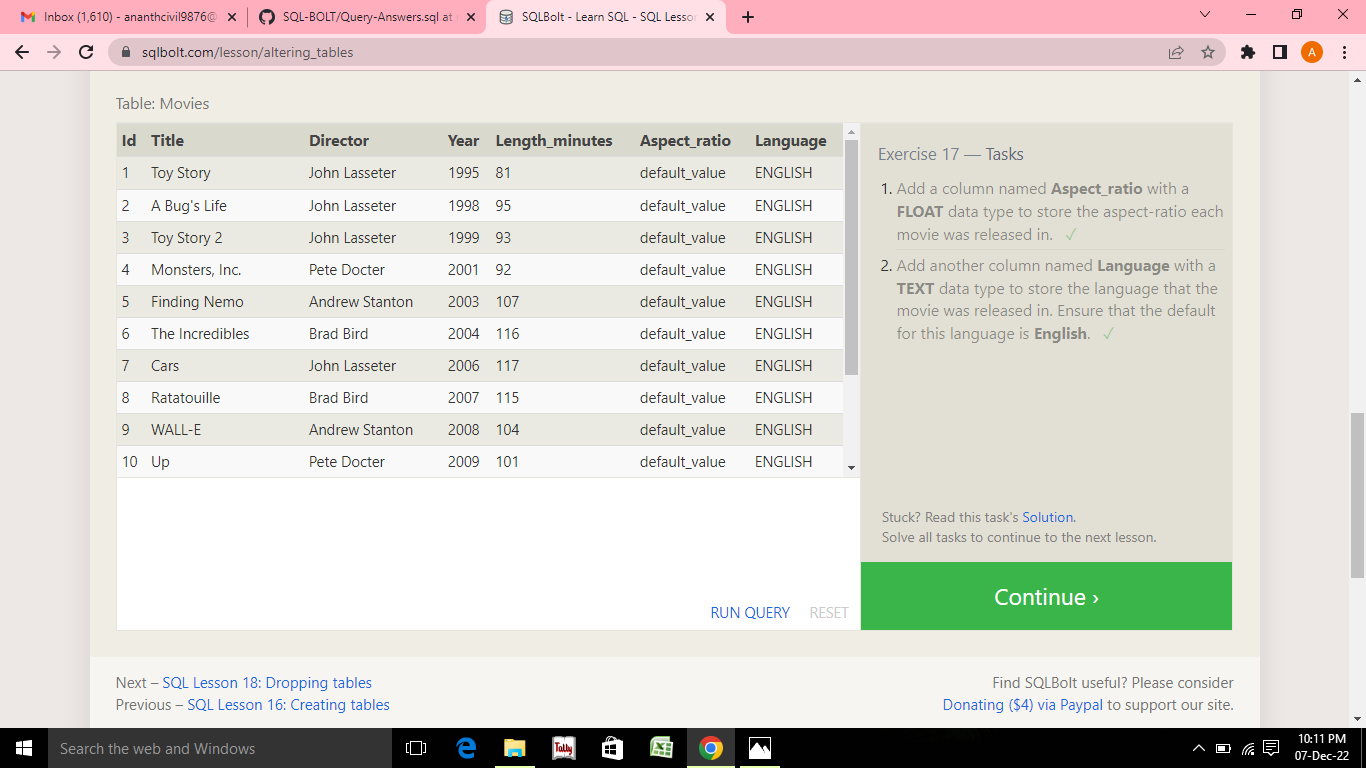 Inbox (1,610) - ananthcivil9876@
SQL-BOLT/Query-Answers.sql at
SQLBolt - Learn SQL - SQL Lesson
sqlbolt.com/lesson/altering_tables
A
Table: Movies
Id Title Director Year Length_minutes Aspect_ratio Language
1 Toy Story John Lasseter 1995 81 default_value ENGLISH
2 A Bug's Life John Lasseter 1998 95 default_value ENGLISH
3 Toy Story 2 John Lasseter 1999 93 default_value ENGLISH
4 Monsters, Inc. Pete Docter 2001 92 default_value ENGLISH
5 Finding Nemo Andrew Stanton 2003 107 default_value ENGLISH
6 The Incredibles Brad Bird 2004 116 default_value ENGLISH
7 Cars John Lasseter 2006 117 default_value ENGLISH
8 Ratatouille Brad Bird 2007 115 default_value ENGLISH
9 WALL-E Andrew Stanton 2008 104 default_value ENGLISH
10 Up Pete Docter 2009 101 default_value ENGLISH
RUN QUERY RESET
Exercise 17 — Tasks
1. Add a column named Aspect_ratio with a
FLOAT data type to store the aspect-ratio each
movie was released in. ✓
2. Add another column named Language with a
TEXT data type to store the language that the
movie was released in. Ensure that the default
for this language is English. ✓
Stuck? Read this task's Solution.
Solve all tasks to continue to the next lesson.
Continue ›
Next – SQL Lesson 18: Dropping tables
Previous – SQL Lesson 16: Creating tables
Find SQLBolt useful? Please consider
Donating ($4) via Paypal to support our site.
Search the web and Windows
Tally
10:11 PM
07-Dec-22